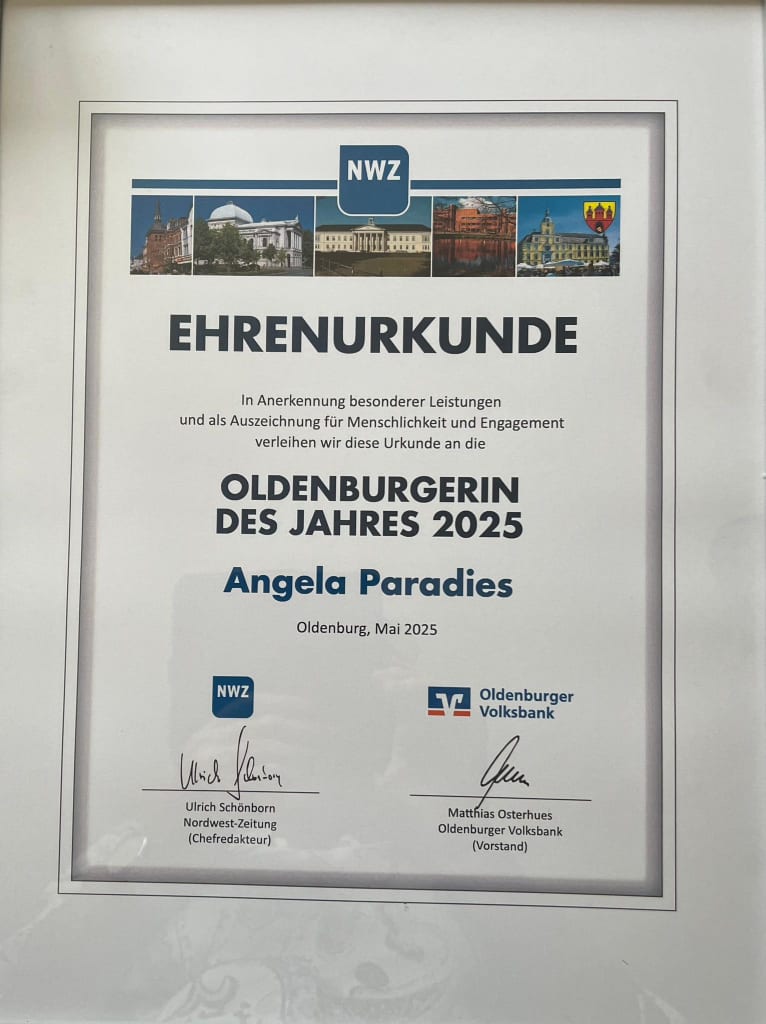 NWZ
EHRENURKUNDE
In Anerkennung besonderer Leistungen
und als Auszeichnung für Menschlichkeit und Engagement
verleihen wir diese Urkunde an die
OLDENBURGERIN
DES JAHRES 2025
Angela Paradies
Oldenburg, Mai 2025
NWZ
Ulrich Schönborn
Ulrich Schönborn
Nordwest-Zeitung
(Chefredakteur)
Oldenburger
Volksbank
Matthias Osterhues
Oldenburger Volksbank
(Vorstand)